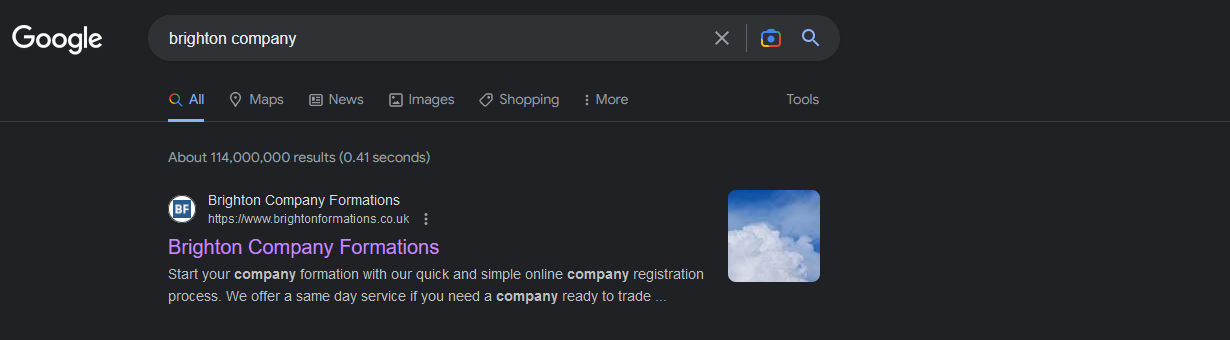 Google
brighton company
All Maps News Images Shopping More Tools
About 114,000,000 results (0.41 seconds)
BF
Brighton Company Formations
https://www.brightonformations.co.uk
Brighton Company Formations
Start your company formation with our quick and simple online company registration
process. We offer a same day service if you need a company ready to trade ...